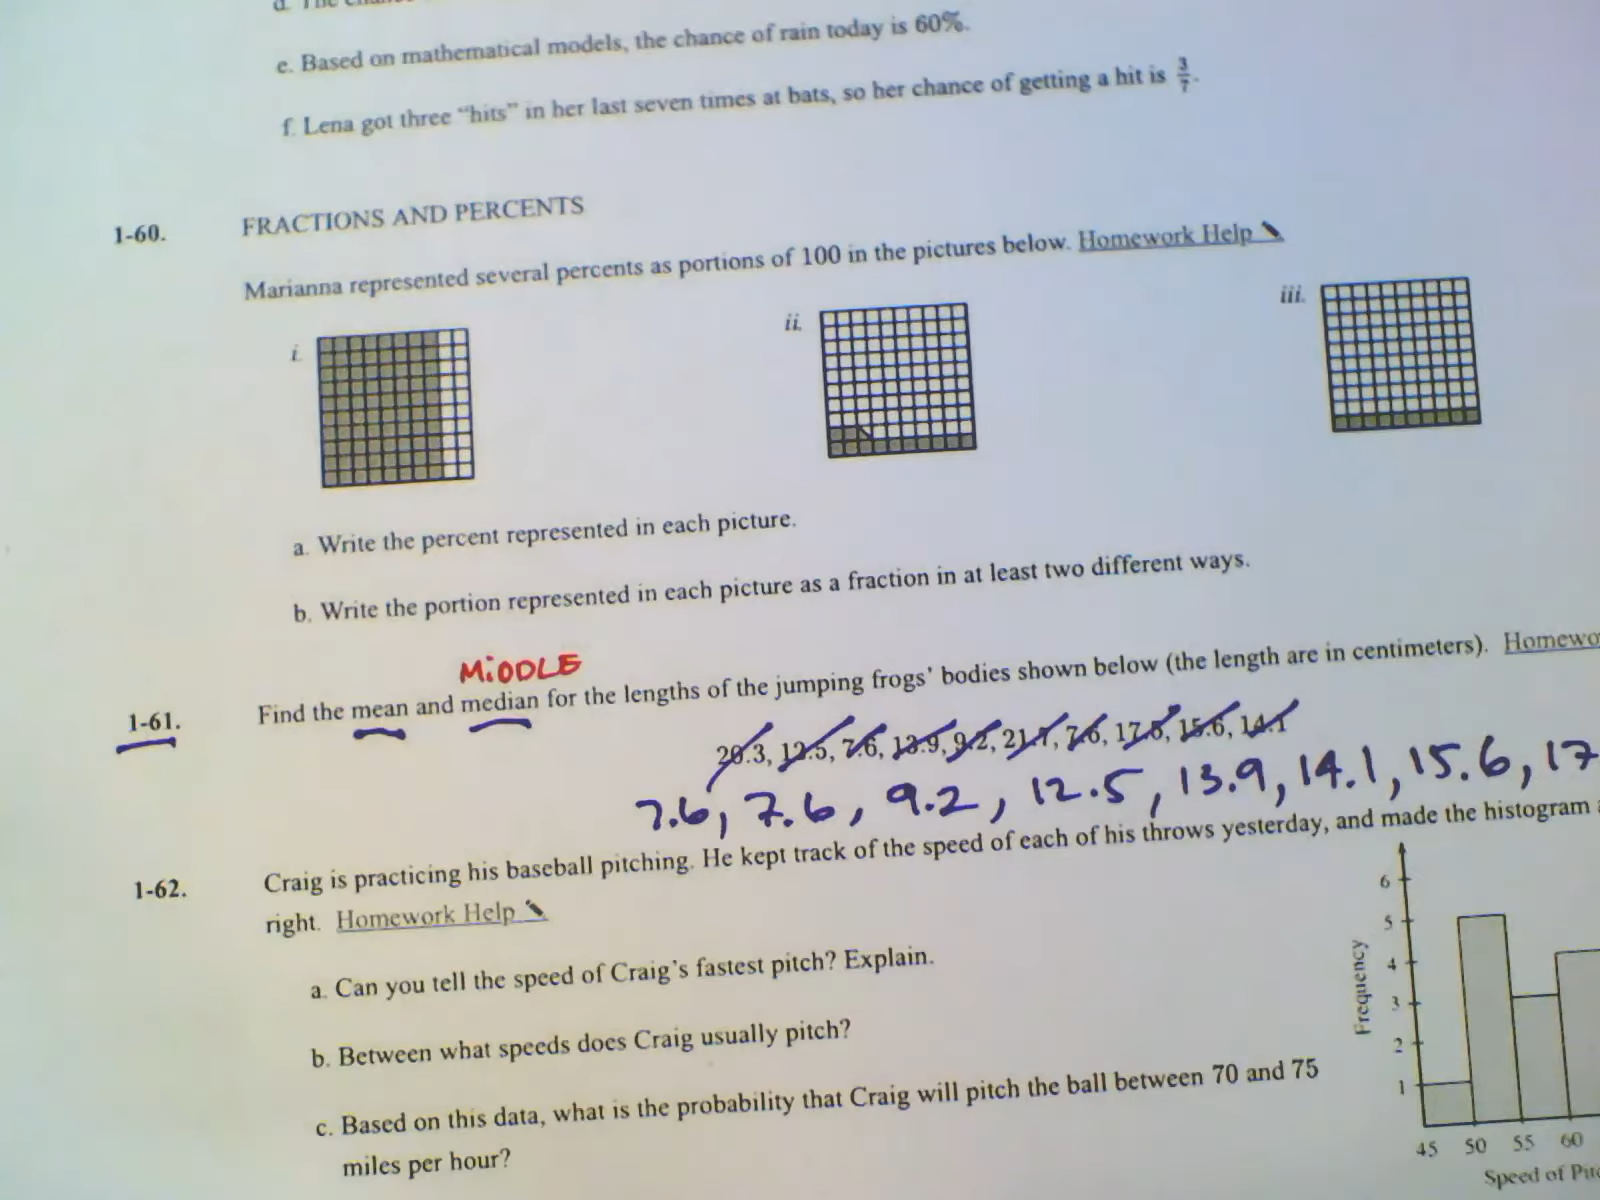 e. Based on mathematical models, the chance of rain today is 60%.
f. Lena got three “hits” in her last seven times at bats, so her chance of getting a hit is 3/7.
1-60. FRACTIONS AND PERCENTS
Marianna represented several percents as portions of 100 in the pictures below. Homework Help
i. ii. iii.
a. Write the percent represented in each picture.
b. Write the portion represented in each picture as a fraction in at least two different ways.
MiDDLE
1-61. Find the mean and median for the lengths of the jumping frogs’ bodies shown below (the length are in centimeters). Homewo
20.3, 12.5, 7.6, 13.9, 9.2, 21.7, 7.6, 17.8, 15.6, 14.1
7.6, 7.6, 9.2, 12.5, 13.9, 14.1, 15.6, 17
1-62. Craig is practicing his baseball pitching. He kept track of the speed of each of his throws yesterday, and made the histogram
right. Homework Help
a. Can you tell the speed of Craig’s fastest pitch? Explain.
b. Between what speeds does Craig usually pitch?
c. Based on this data, what is the probability that Craig will pitch the ball between 70 and 75
miles per hour?
Frequency
6
5
4
3
2
1
45 50 55 60
Speed of Pit